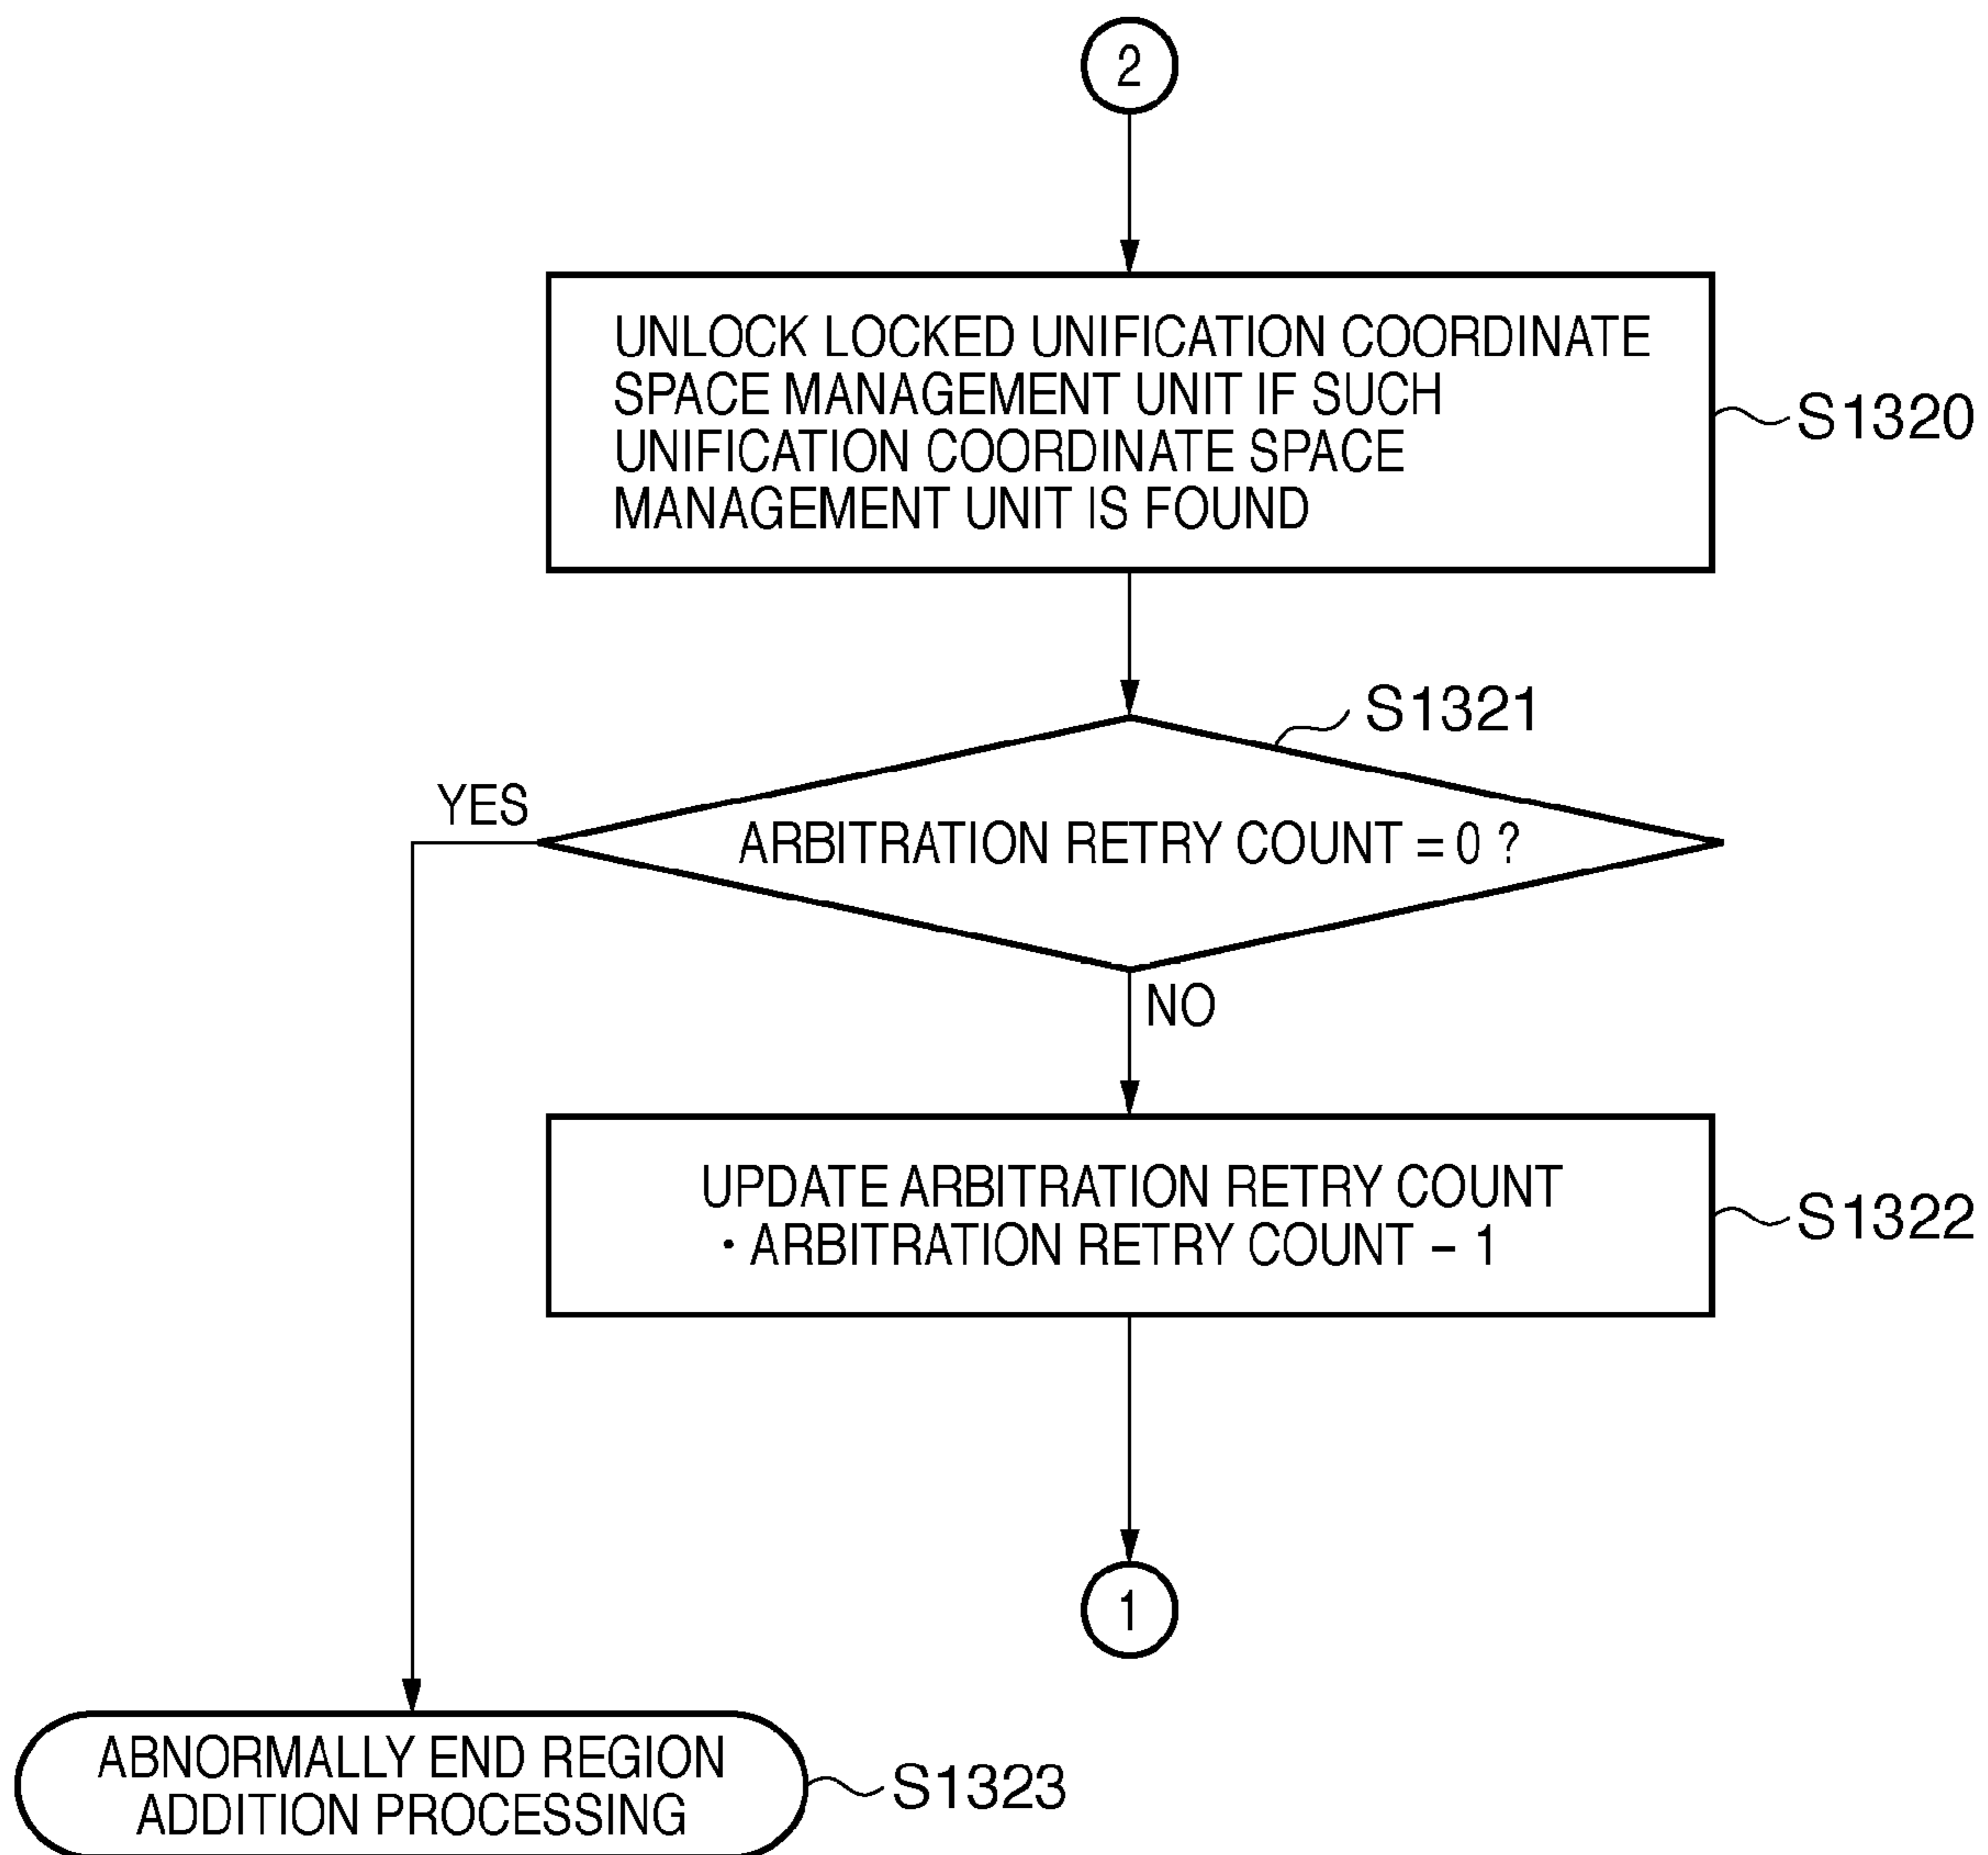 2
UNLOCK LOCKED UNIFICATION COORDINATE
SPACE MANAGEMENT UNIT IF SUCH
UNIFICATION COORDINATE SPACE
MANAGEMENT UNIT IS FOUND
S1320
S1321
YES
ARBITRATION RETRY COUNT = 0 ?
NO
UPDATE ARBITRATION RETRY COUNT
• ARBITRATION RETRY COUNT – 1
S1322
1
ABNORMALLY END REGION
ADDITION PROCESSING
S1323